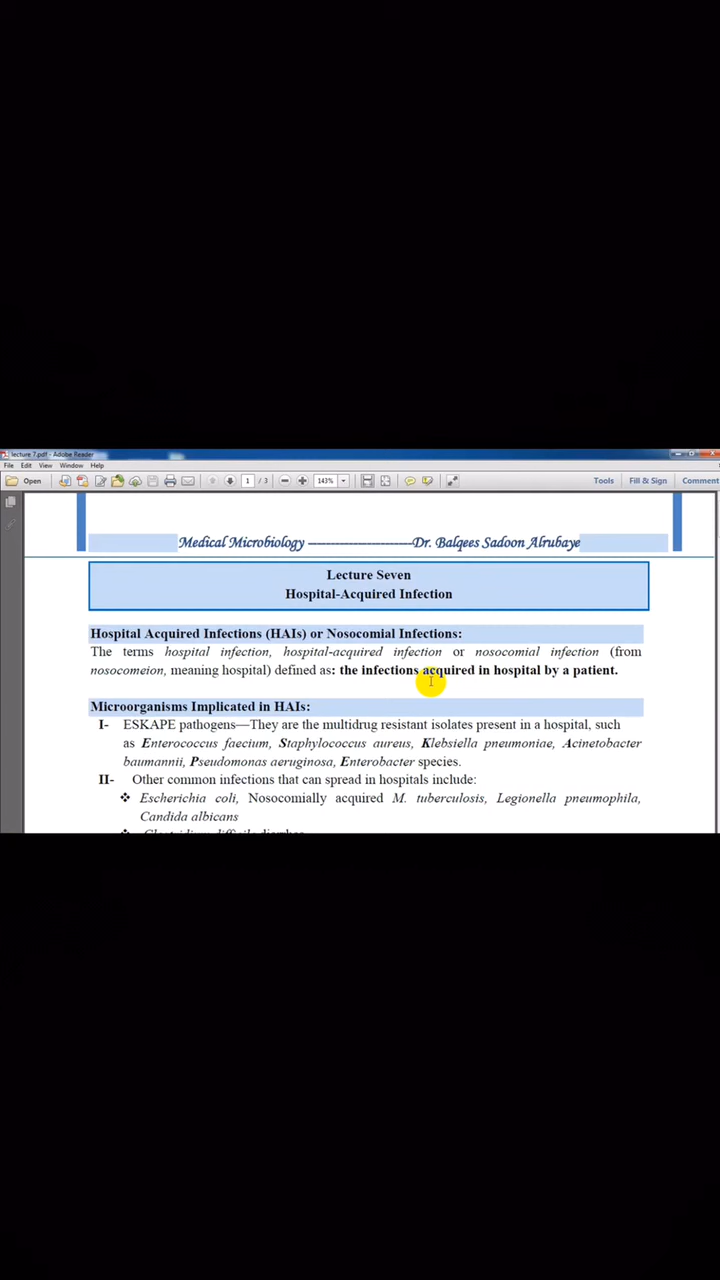 lecture 7.pdf - Adobe Reader
File Edit View Window Help
Open 1 / 3 143% Tools Fill & Sign Comment
Medical Microbiology -----------------------Dr. Balqees Sadoon Alrubaye
Lecture Seven
Hospital-Acquired Infection
Hospital Acquired Infections (HAIs) or Nosocomial Infections:
The terms hospital infection, hospital-acquired infection or nosocomial infection (from
nosocomeion, meaning hospital) defined as: the infections acquired in hospital by a patient.
Microorganisms Implicated in HAIs:
I- ESKAPE pathogens—They are the multidrug resistant isolates present in a hospital, such
as Enterococcus faecium, Staphylococcus aureus, Klebsiella pneumoniae, Acinetobacter
baumannii, Pseudomonas aeruginosa, Enterobacter species.
II- Other common infections that can spread in hospitals include:
❖ Escherichia coli, Nosocomially acquired M. tuberculosis, Legionella pneumophila,
Candida albicans
❖ Clostridium difficile diarrhea